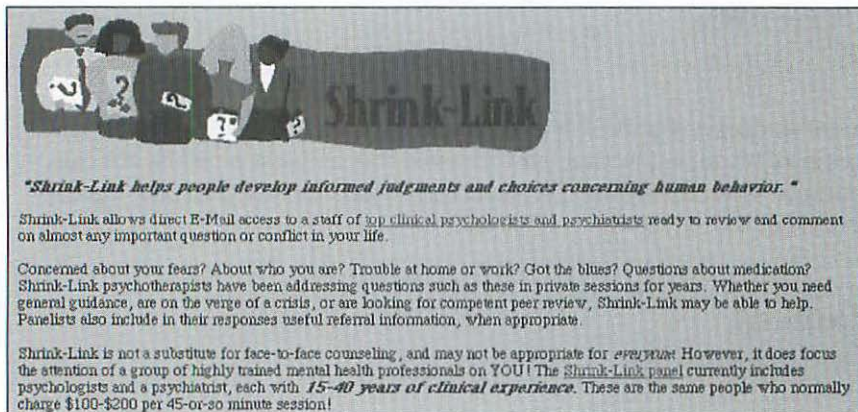 ? ? ? ? ?
Shrink-Link
"Shrink-Link helps people develop informed judgments and choices concerning human behavior. "
Shrink-Link allows direct E-Mail access to a staff of top clinical psychologists and psychiatrists ready to review and comment
on almost any important question or conflict in your life.
Concerned about your fears? About who you are? Trouble at home or work? Got the blues? Questions about medication?
Shrink-Link psychotherapists have been addressing questions such as these in private sessions for years. Whether you need
general guidance, are on the verge of a crisis, or are looking for competent peer review, Shrink-Link may be able to help.
Panelists also include in their responses useful referral information, when appropriate.
Shrink-Link is not a substitute for face-to-face counseling, and may not be appropriate for everyone! However, it does focus
the attention of a group of highly trained mental health professionals on YOU! The Shrink-Link panel currently includes
psychologists and a psychiatrist, each with 15-40 years of clinical experience. These are the same people who normally
charge $100-$200 per 45-or-so minute session!